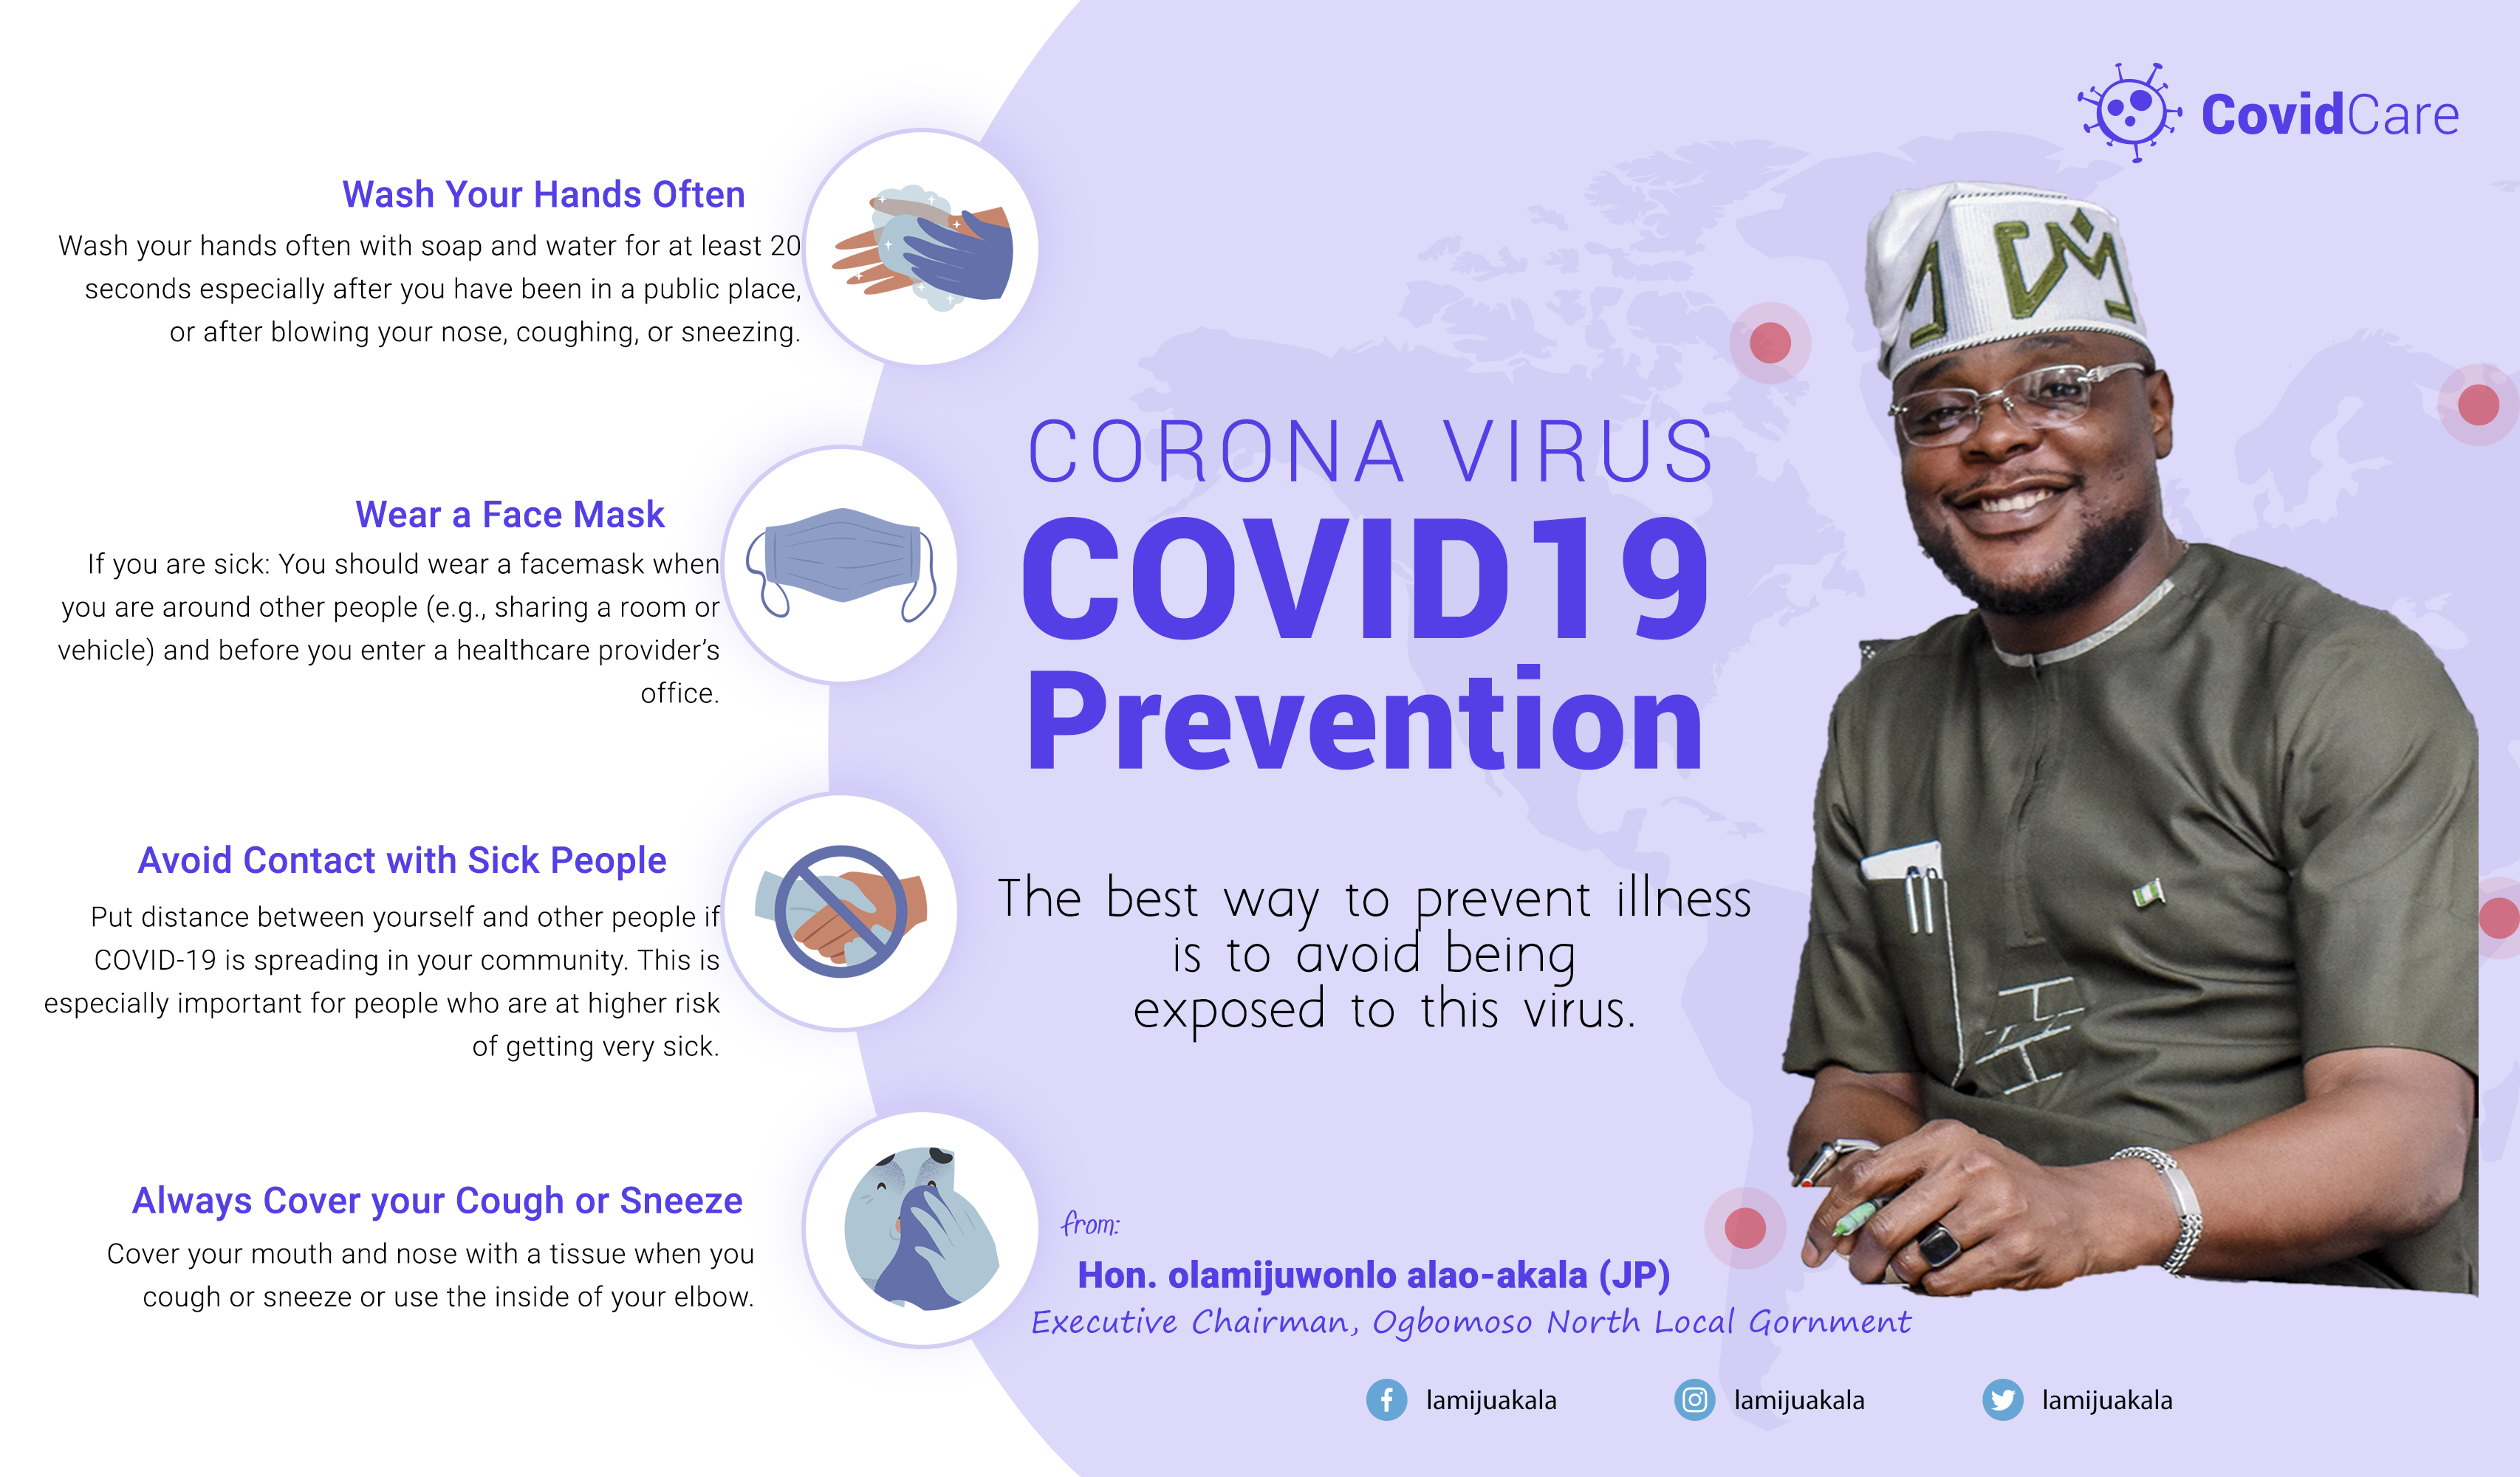 CovidCare
Wash Your Hands Often
Wash your hands often with soap and water for at least 20
seconds especially after you have been in a public place,
or after blowing your nose, coughing, or sneezing.
Wear a Face Mask
If you are sick: You should wear a facemask when
you are around other people (e.g., sharing a room or
vehicle) and before you enter a healthcare provider’s
office.
Avoid Contact with Sick People
Put distance between yourself and other people if
COVID-19 is spreading in your community. This is
especially important for people who are at higher risk
of getting very sick.
Always Cover your Cough or Sneeze
Cover your mouth and nose with a tissue when you
cough or sneeze or use the inside of your elbow.
CORONA VIRUS
COVID19
Prevention
The best way to prevent illness
is to avoid being
exposed to this virus.
from:
Hon. olamijuwonlo alao-akala (JP)
Executive Chairman, Ogbomoso North Local Gornment
lamijuakala
lamijuakala
lamijuakala